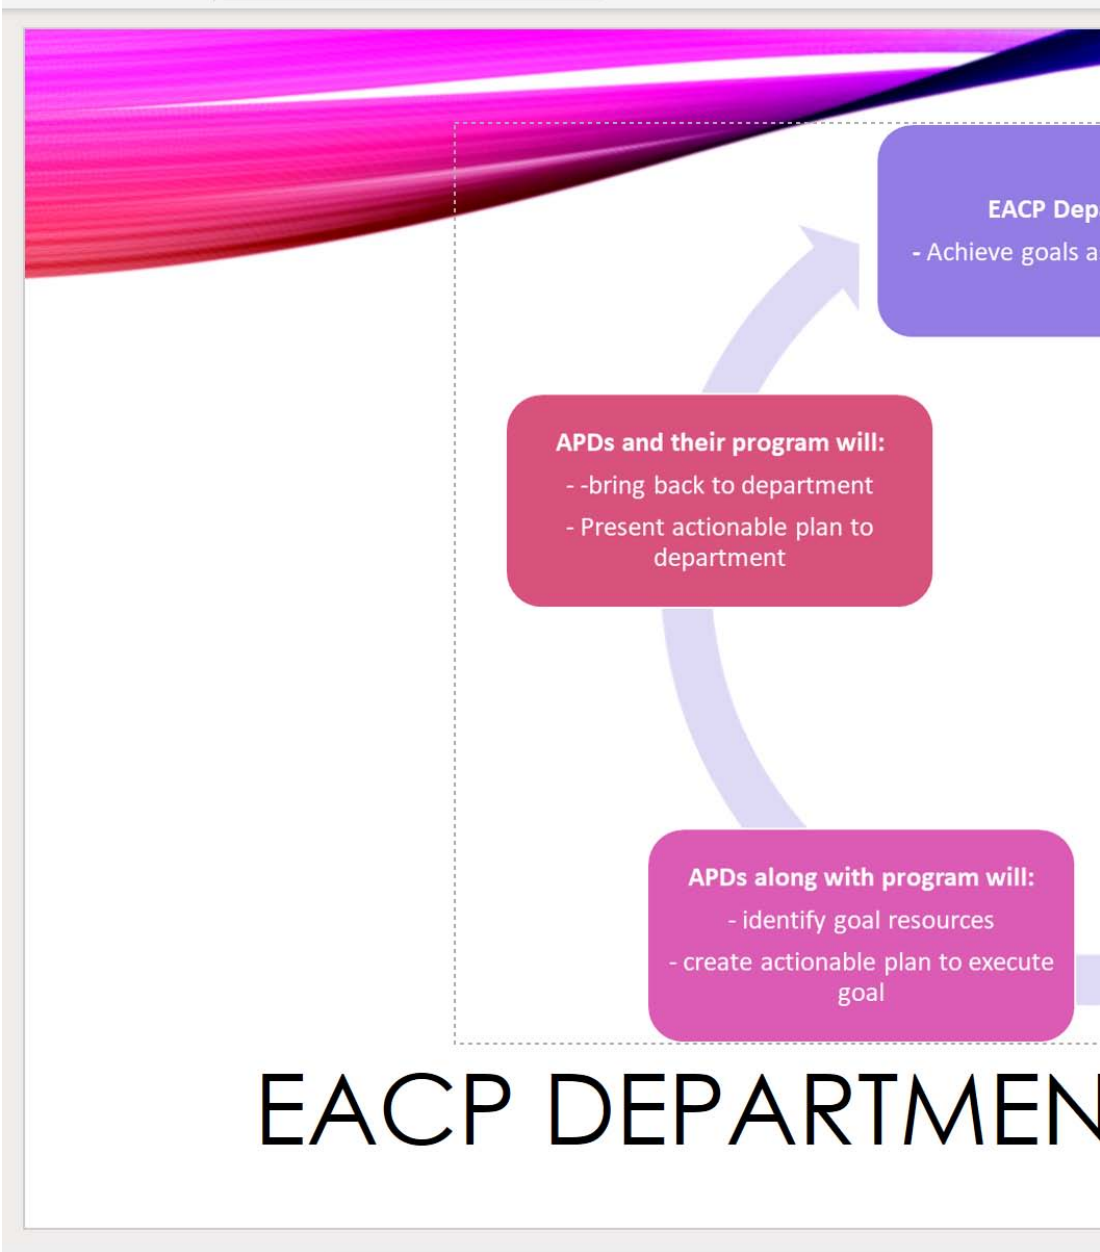 EACP Dep
- Achieve goals a
APDs and their program will:
- -bring back to department
- Present actionable plan to
department
APDs along with program will:
- identify goal resources
- create actionable plan to execute
goal
EACP DEPARTMEN